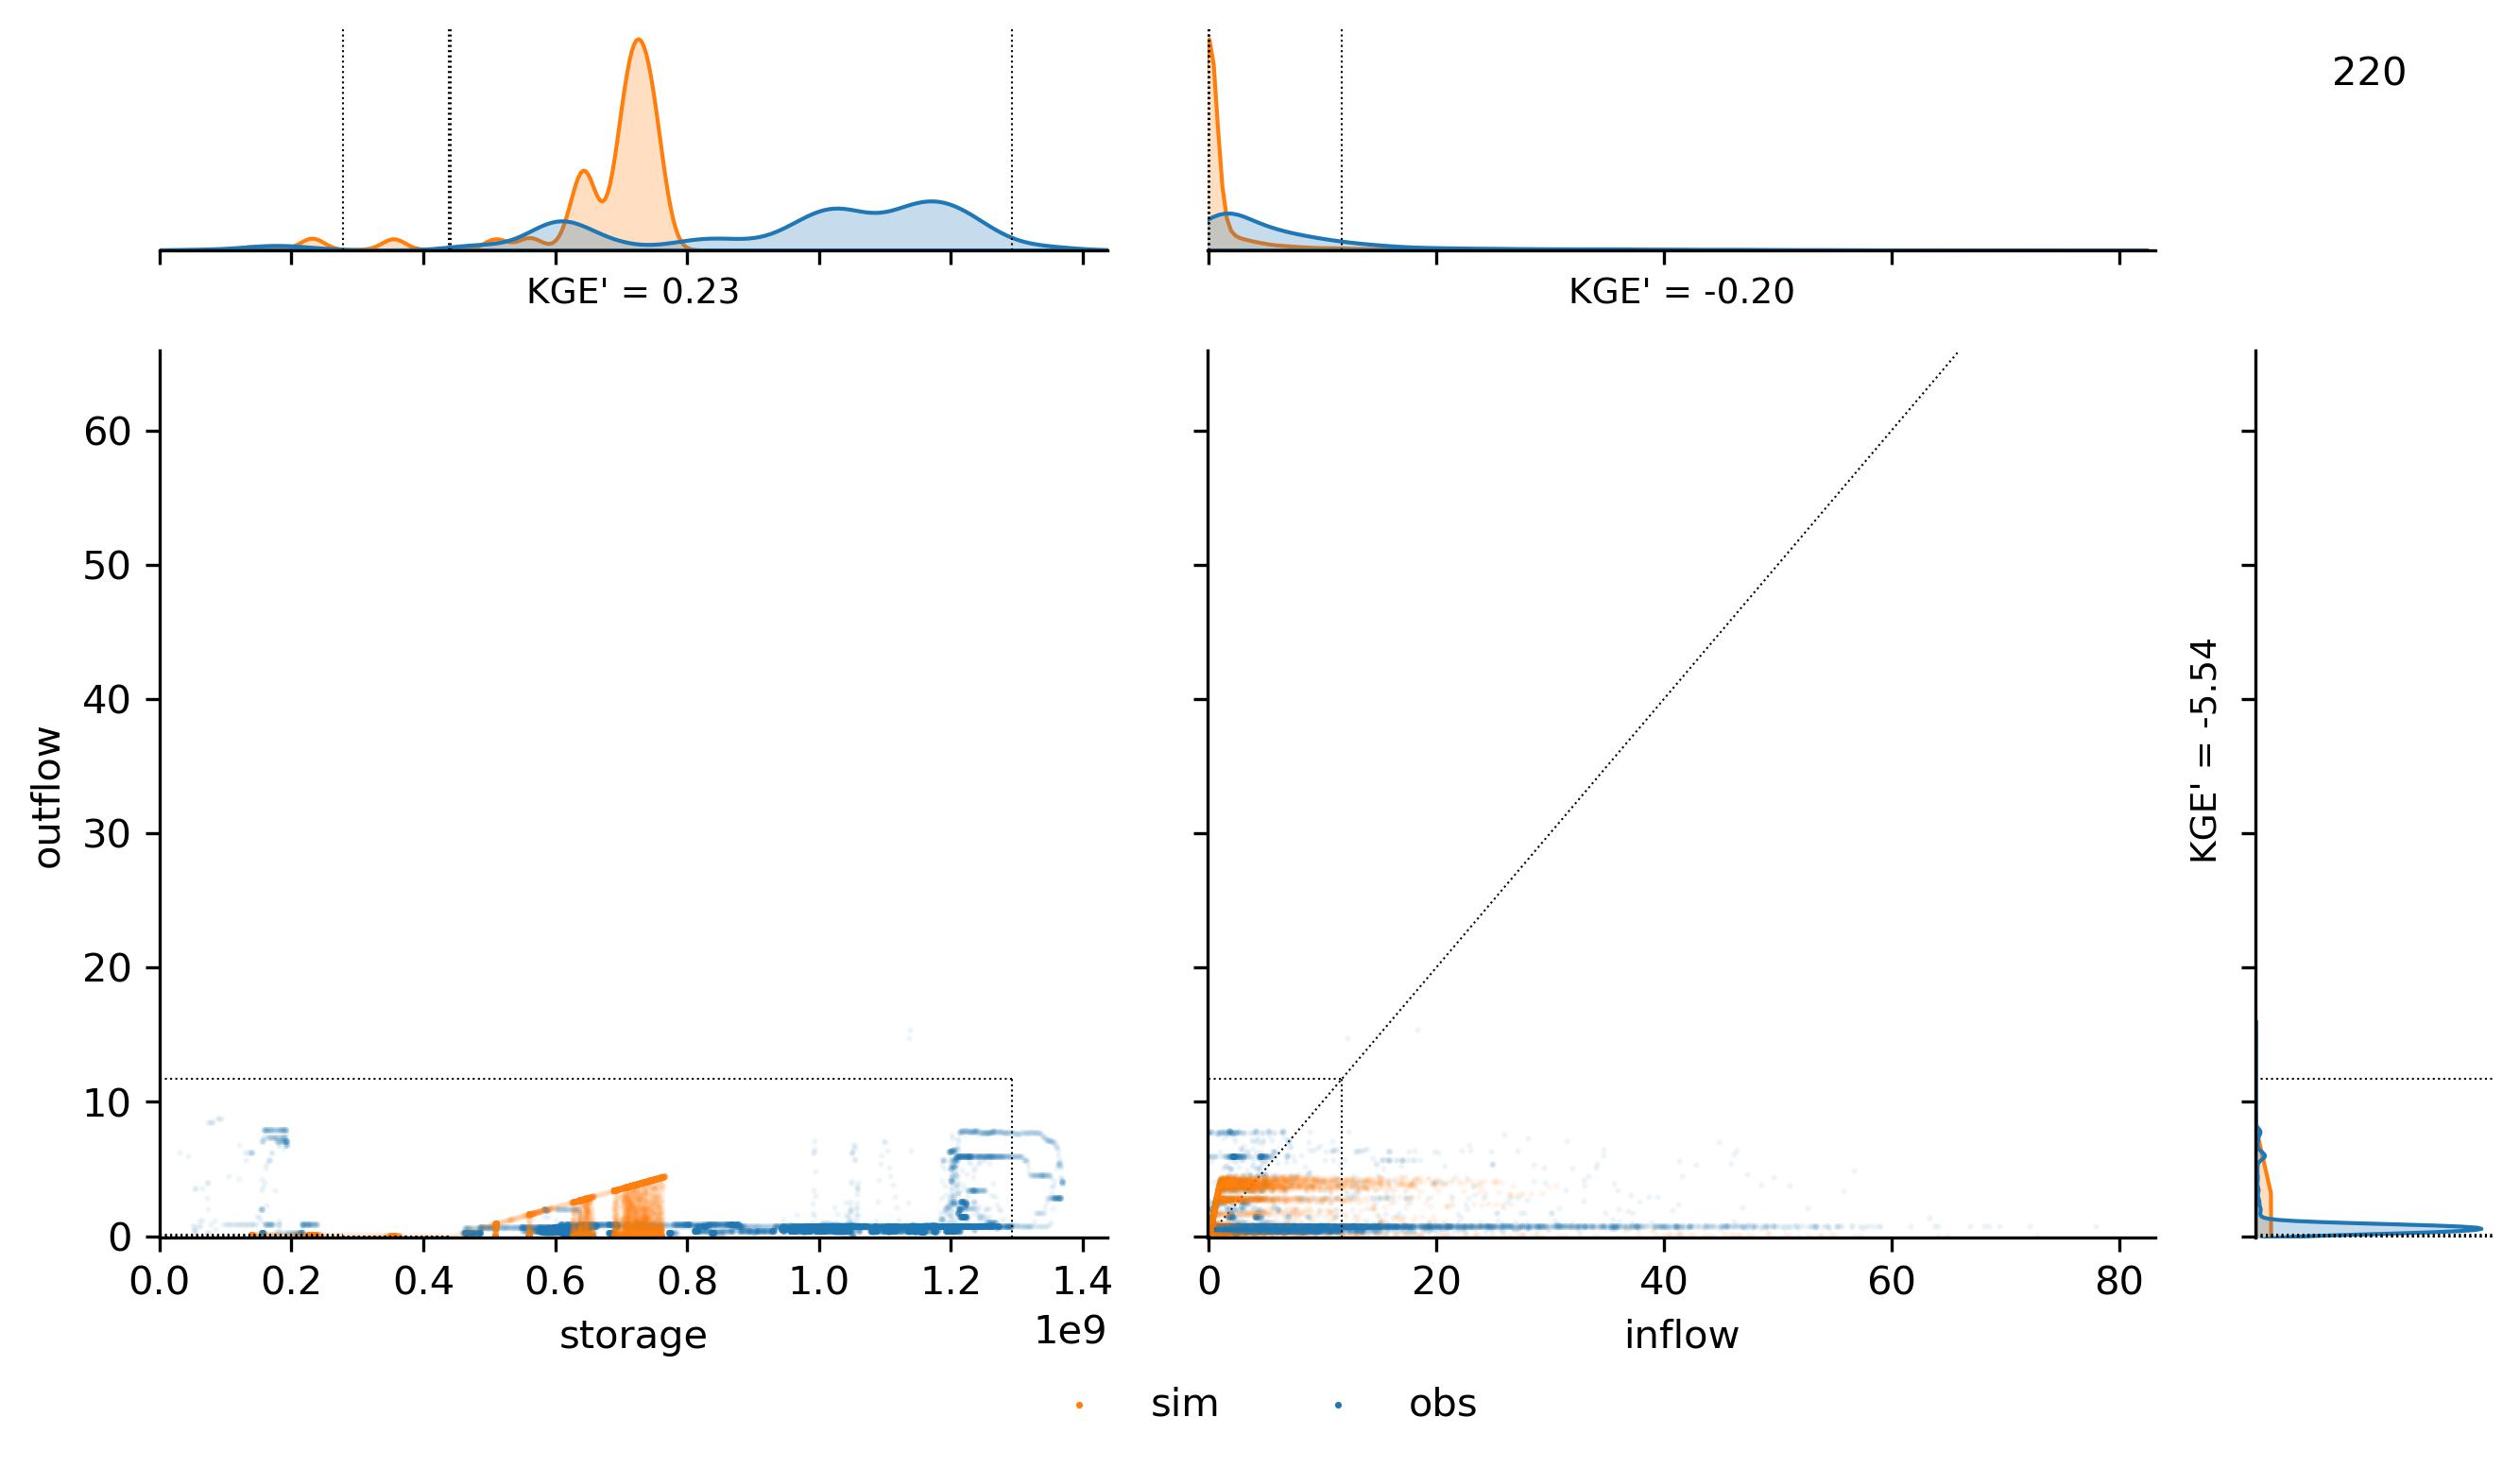 220
KGE' = 0.23
KGE' = -0.20
60
50
40
30
20
10
0
outflow
KGE' = -5.54
0.0 0.2 0.4 0.6 0.8 1.0 1.2 1.4
1e9
storage
0 20 40 60 80
inflow
sim obs